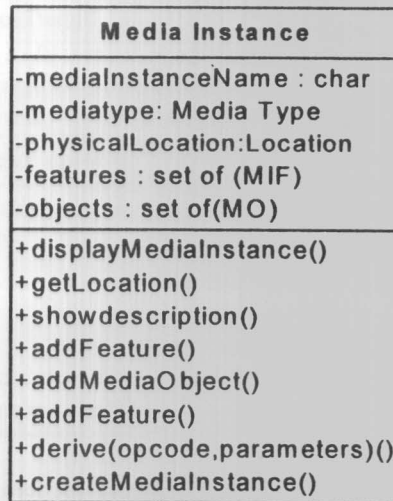 Media Instance
-mediaInstanceName : char
-mediatype: Media Type
-physicalLocation:Location
-features : set of (MIF)
-objects : set of(MO)
+displayMediaInstance()
+getLocation()
+showdescription()
+addFeature()
+addMediaObject()
+addFeature()
+derive(opcode,parameters)()
+createMediaInstance()